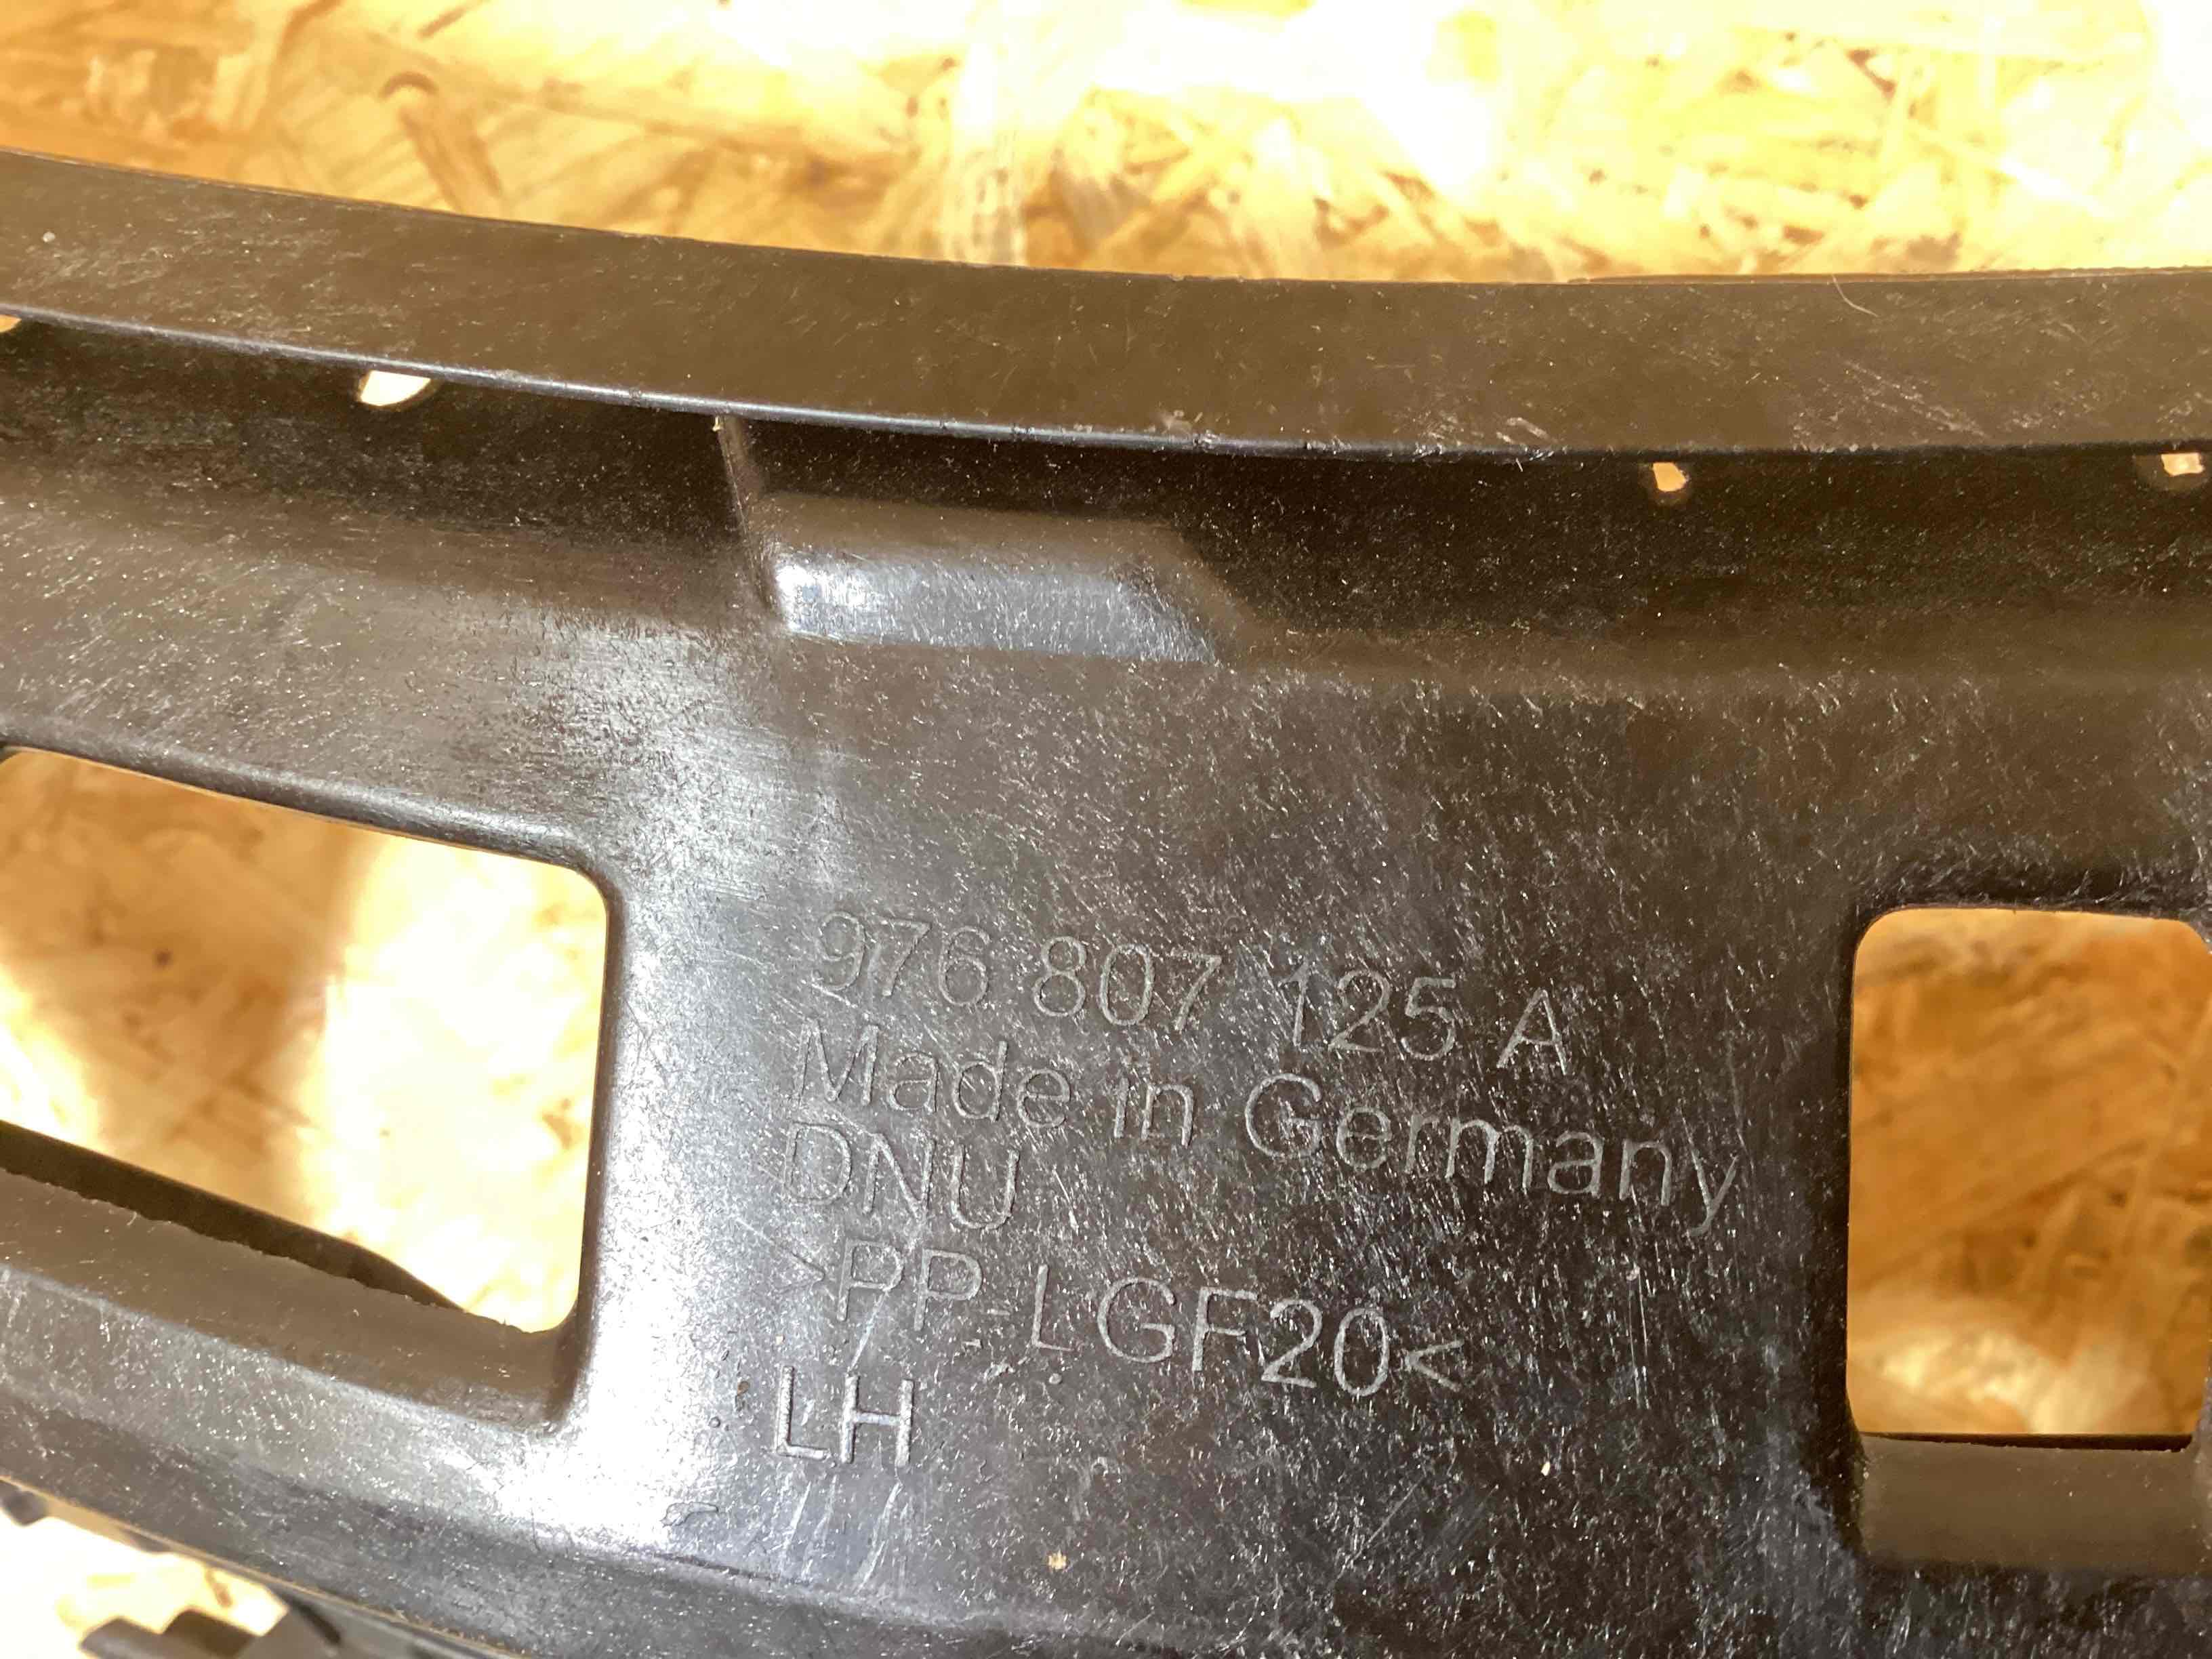 976 807 125 A
Made in Germany
DNU
>PP-LGF20<
LH